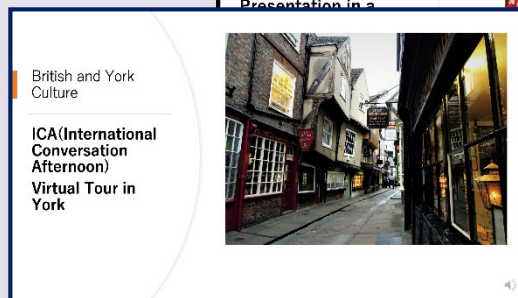 Presentation in a
British and York
Culture
ICA(International
Conversation
Afternoon)
Virtual Tour in
York